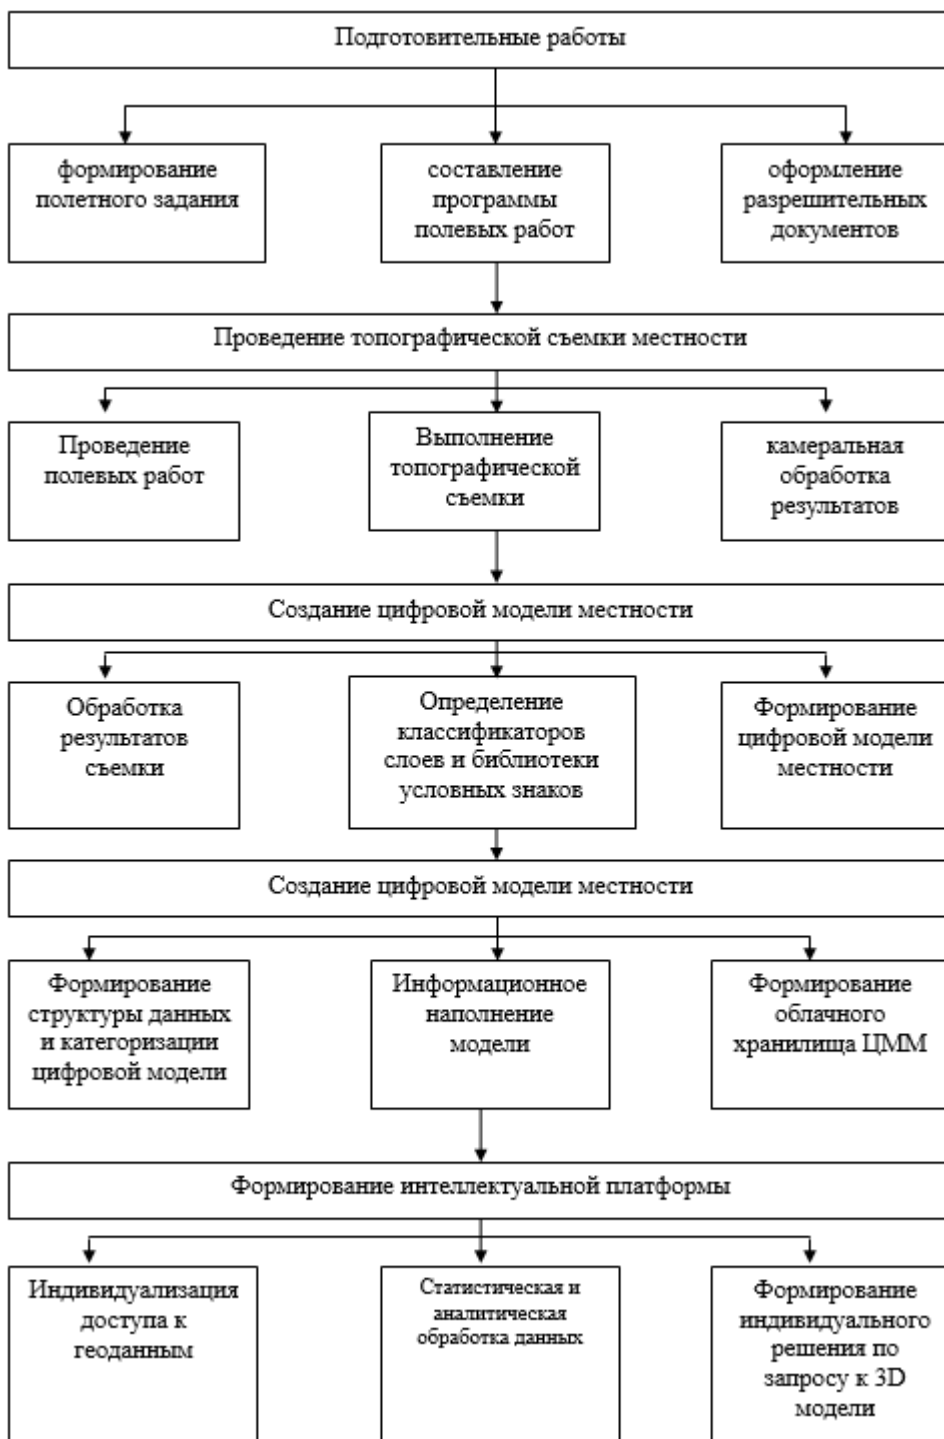 Подготовительные работы
формирование
полетного задания
составление
программы
полевых работ
оформление
разрешительных
документов
Проведение топографической съемки местности
Проведение
полевых работ
Выполнение
топографической
съемки
камеральная
обработка
результатов
Создание цифровой модели местности
Обработка
результатов
съемки
Определение
классификаторов
слоев и библиотеки
условных знаков
Формирование
цифровой модели
местности
Создание цифровой модели местности
Формирование
структуры данных
и категоризации
цифровой модели
Информационное
наполнение
модели
Формирование
облачного
хранилища ЦММ
Формирование интеллектуальной платформы
Индивидуализация
доступа к
геоданным
Статистическая и
аналитическая
обработка данных
Формирование
индивидуального
решения по
запросу к 3D
модели